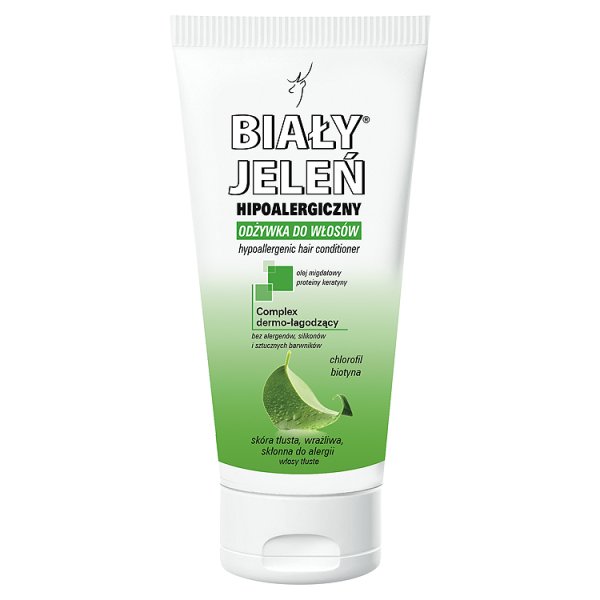 BIAŁY®
JELEŃ
HIPOALERGICZNY
ODŻYWKA DO WŁOSÓW
hypoallergenic hair conditioner
olej migdałowy
proteiny keratyny
Complex
dermo-łagodzący
bez alergenów, silikonów
i sztucznych barwników
chlorofil
biotyna
skóra tłusta, wrażliwa,
skłonna do alergii
włosy tłuste